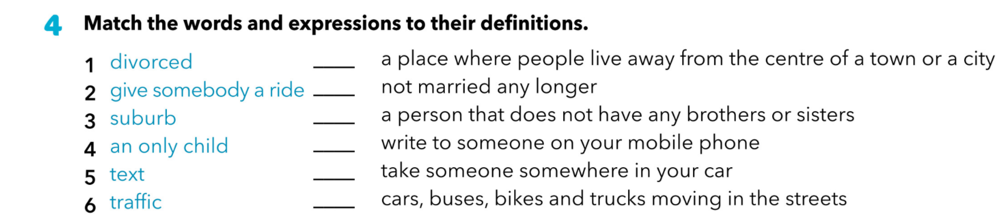 4 Match the words and expressions to their definitions.
1 divorced ____ a place where people live away from the centre of a town or a city
2 give somebody a ride ____ not married any longer
3 suburb ____ a person that does not have any brothers or sisters
4 an only child ____ write to someone on your mobile phone
5 text ____ take someone somewhere in your car
6 traffic ____ cars, buses, bikes and trucks moving in the streets